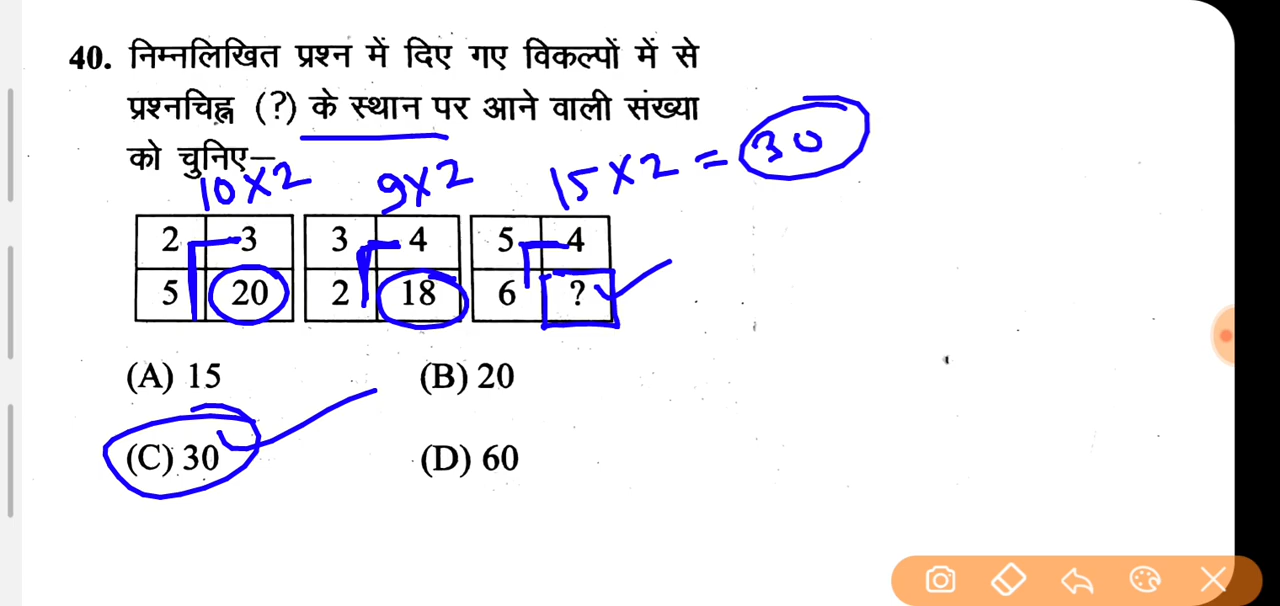 40. निम्नलिखित प्रश्न में दिए गए विकल्पों में से
प्रश्नचिह्न (?) के स्थान पर आने वाली संख्या
को चुनिए–
10×2 9×2 15×2 = 30
2 3 3 4 5 4
5 20 2 18 6 ?
(A) 15 (B) 20
(C) 30 (D) 60